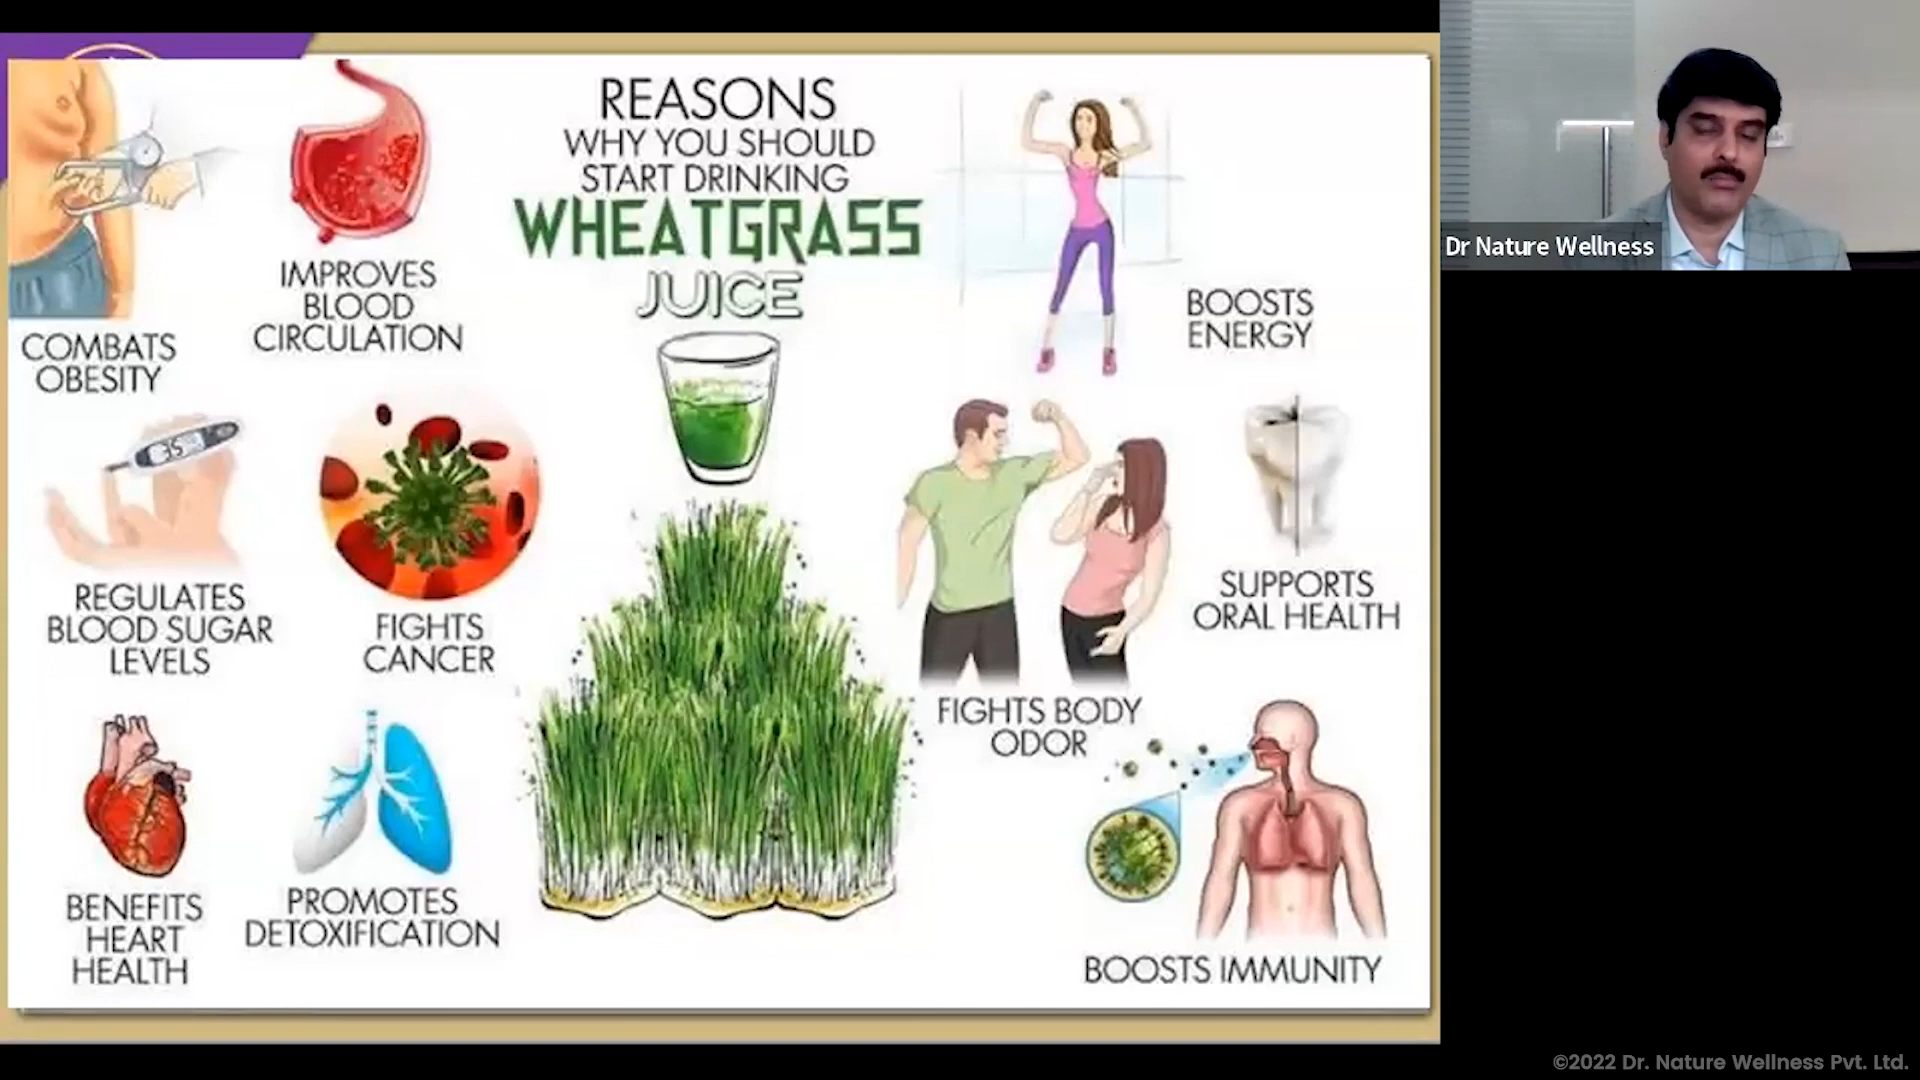 REASONS
WHY YOU SHOULD
START DRINKING
WHEATGRASS
JUICE
COMBATS
OBESITY
IMPROVES
BLOOD
CIRCULATION
BOOSTS
ENERGY
REGULATES
BLOOD SUGAR
LEVELS
FIGHTS
CANCER
SUPPORTS
ORAL HEALTH
FIGHTS BODY
ODOR
BENEFITS
HEART
HEALTH
PROMOTES
DETOXIFICATION
BOOSTS IMMUNITY
Dr Nature Wellness
©2022 Dr. Nature Wellness Pvt. Ltd.